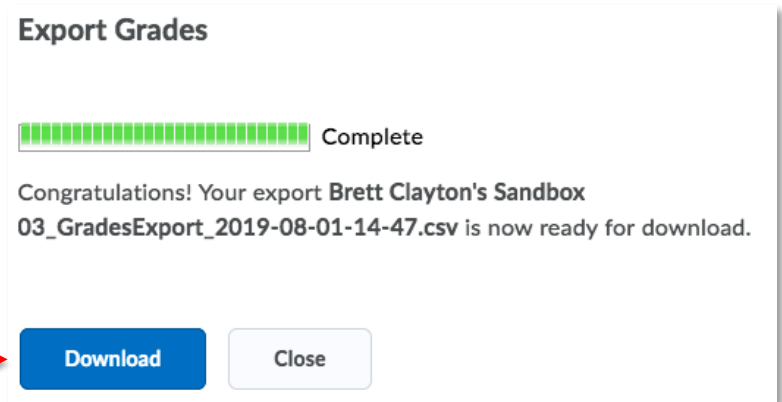 Export Grades
Complete
Congratulations! Your export Brett Clayton's Sandbox
03_GradesExport_2019-08-01-14-47.csv is now ready for download.
Download Close